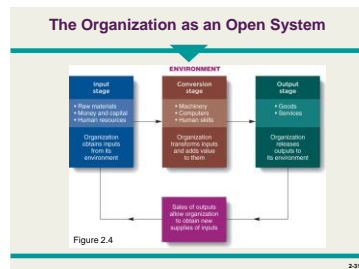 The Organization as an Open System
ENVIRONMENT
Input
stage
• Raw materials
• Money and capital
• Human resources
Organization
obtains inputs
from its
environment
Conversion
stage
• Machinery
• Computers
• Human skills
Organization
transforms inputs
and adds value
to them
Output
stage
• Goods
• Services
Organization
releases
outputs to
its environment
Sales of outputs
allow organization
to obtain new
supplies of inputs
Figure 2.4